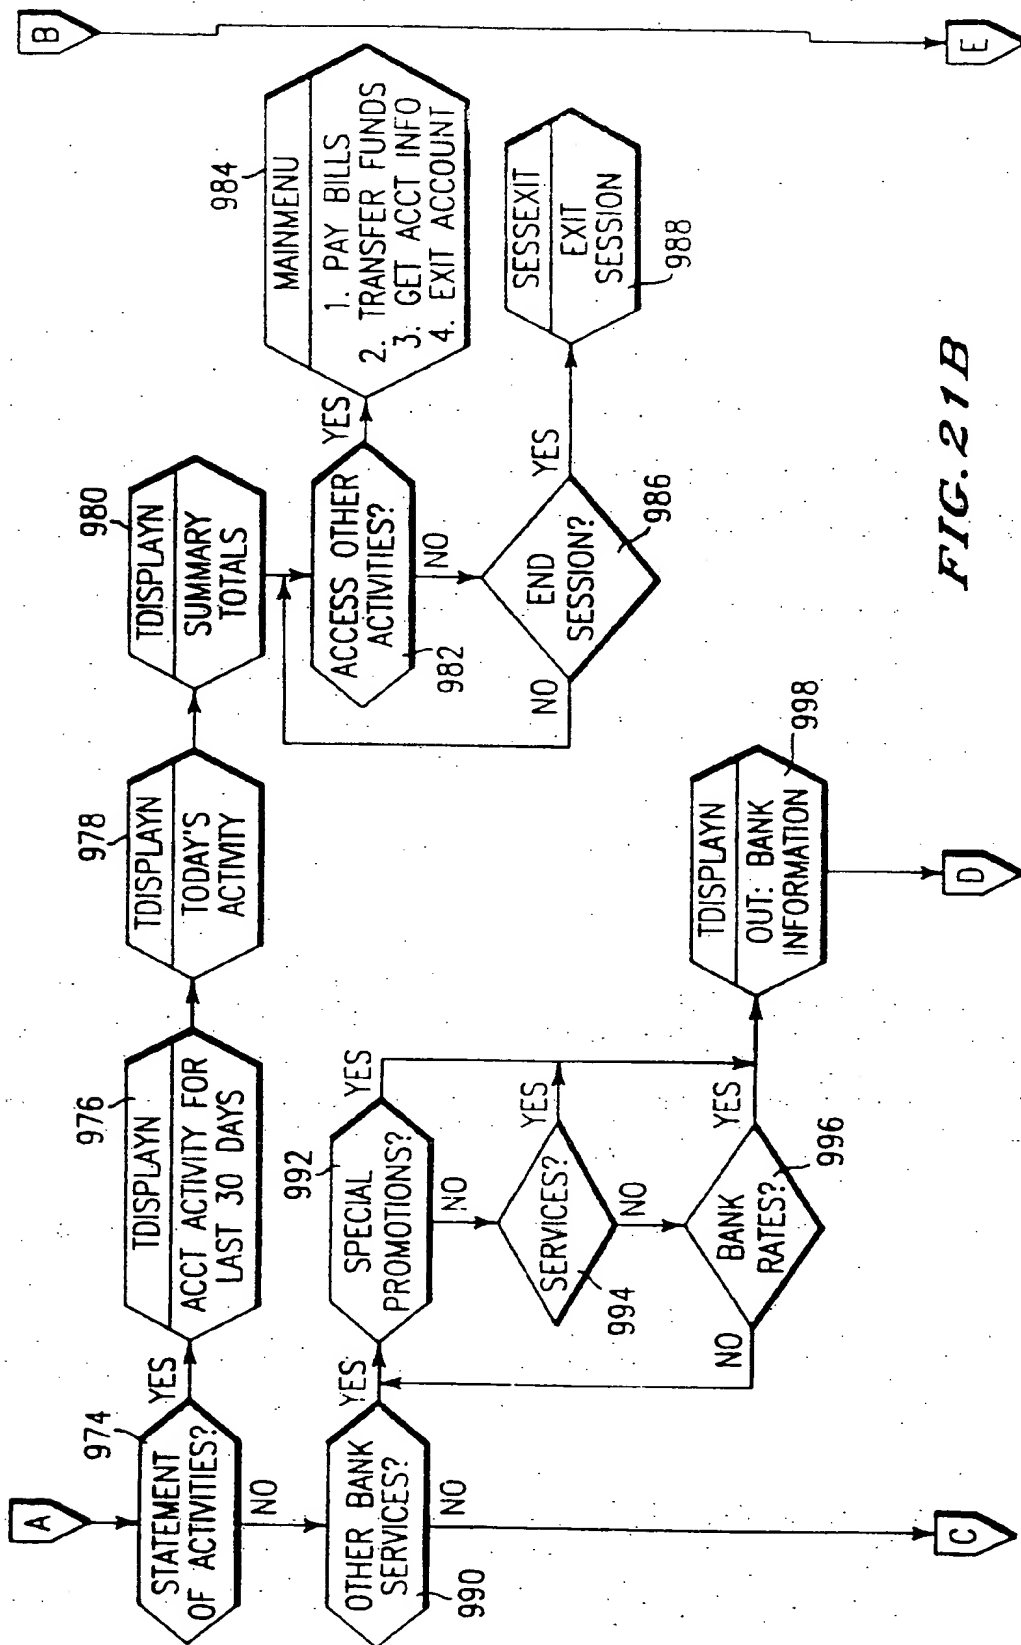 A
974
STATEMENT
OF ACTIVITIES?
YES
NO
976
TDISPLAYN
ACCT ACTIVITY FOR
LAST 30 DAYS
978
TDISPLAYN
TODAY'S
ACTIVITY
980
TDISPLAYN
SUMMARY
TOTALS
ACCESS OTHER
ACTIVITIES?
982
YES
NO
984
MAINMENU
1. PAY BILLS
2. TRANSFER FUNDS
3. GET ACCT INFO
4. EXIT ACCOUNT
END
SESSION?
986
YES
NO
SESSEXIT
EXIT
SESSION
988
B
E
OTHER BANK
SERVICES?
990
YES
NO
992
SPECIAL
PROMOTIONS?
YES
NO
SERVICES?
994
YES
NO
BANK
RATES?
996
YES
NO
TDISPLAYN
OUT: BANK
INFORMATION
998
C
D
FIG. 21B